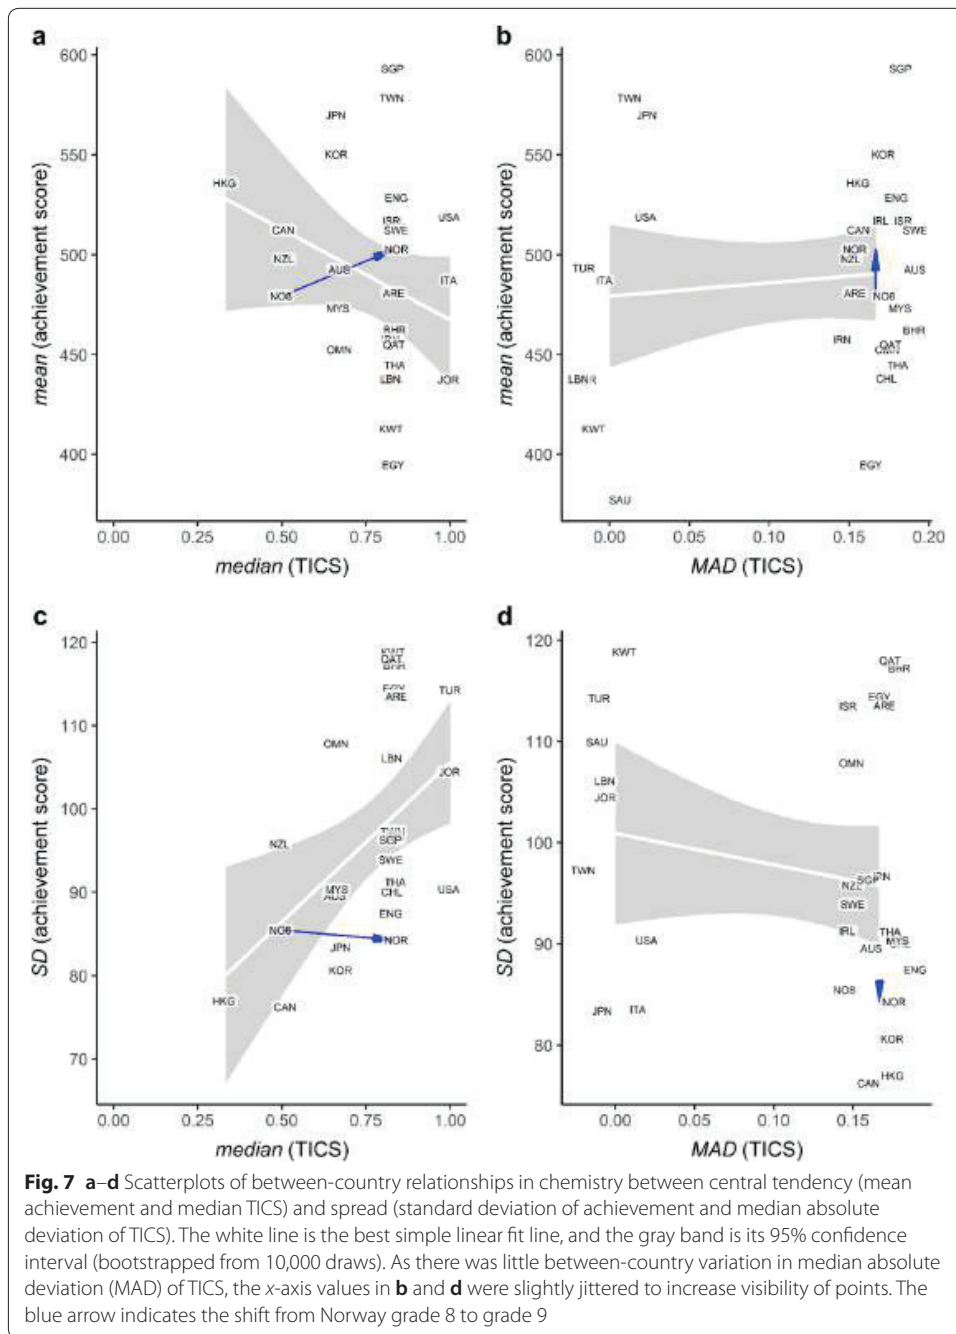 a
600
550
500
450
400
mean (achievement score)
SGP
TWN
JPN
KOR
HKG
ENG
ISR
USA
CAN
SWE
NOR
NZL
AUS
ITA
NO8
ARE
MYS
BHR
OMN
QAT
THA
LBN
JOR
KWT
EGY
0.00 0.25 0.50 0.75 1.00
median (TICS)
b
600
550
500
450
400
mean (achievement score)
SGP
TWN
JPN
KOR
HKG
ENG
USA
IRL ISR
CAN SWE
NOR
NZL
TUR
AUS
ITA
ARE NO8
MYS
BHR
IRN
QAT
OMN
THA
LBNR
CHL
KWT
EGY
SAU
0.00 0.05 0.10 0.15 0.20
MAD (TICS)
c
120
110
100
90
80
70
SD (achievement score)
KWT
QAT
EGY
ARE
TUR
OMN
LBN
JOR
TWN
SGP
NZL
SWE
THA
MYS
AUS
CHL
USA
ENG
NO8
NOR
JPN
KOR
HKG
CAN
0.00 0.25 0.50 0.75 1.00
median (TICS)
d
120
110
100
90
80
SD (achievement score)
KWT
QAT
BHR
TUR
EGY
ISR
ARE
SAU
OMN
LBN
JOR
TWN
SGP IRN
NZL
SWE
IRL THA
USA
MYS
AUS
ENG
NO8
NOR
JPN ITA
KOR
HKG
CAN
0.00 0.05 0.10 0.15
MAD (TICS)
Fig. 7 a–d Scatterplots of between-country relationships in chemistry between central tendency (mean
achievement and median TICS) and spread (standard deviation of achievement and median absolute
deviation of TICS). The white line is the best simple linear fit line, and the gray band is its 95% confidence
interval (bootstrapped from 10,000 draws). As there was little between-country variation in median absolute
deviation (MAD) of TICS, the x-axis values in b and d were slightly jittered to increase visibility of points. The
blue arrow indicates the shift from Norway grade 8 to grade 9